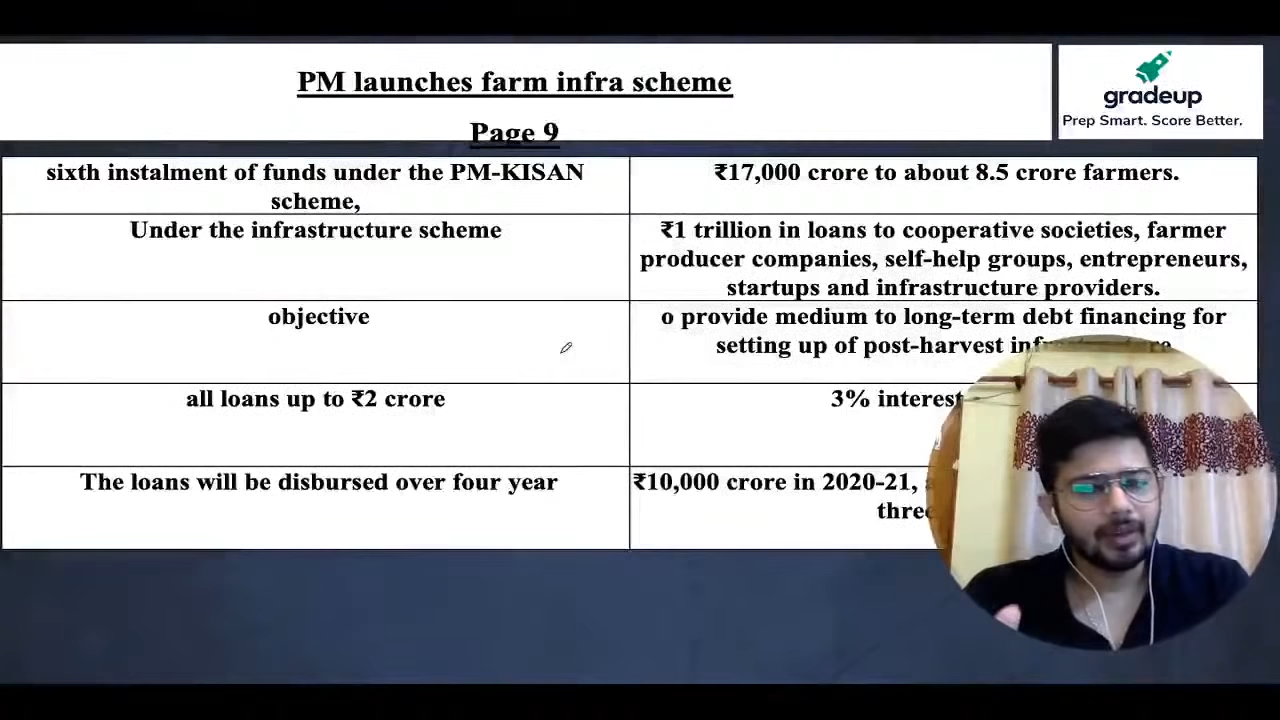 PM launches farm infra scheme
Page 9
gradeup
Prep Smart. Score Better.
sixth instalment of funds under the PM-KISAN
scheme,
₹17,000 crore to about 8.5 crore farmers.
Under the infrastructure scheme
₹1 trillion in loans to cooperative societies, farmer
producer companies, self-help groups, entrepreneurs,
startups and infrastructure providers.
objective
o provide medium to long-term debt financing for
setting up of post-harvest
all loans up to ₹2 crore
3% interest
The loans will be disbursed over four year
₹10,000 crore in 2020-21,